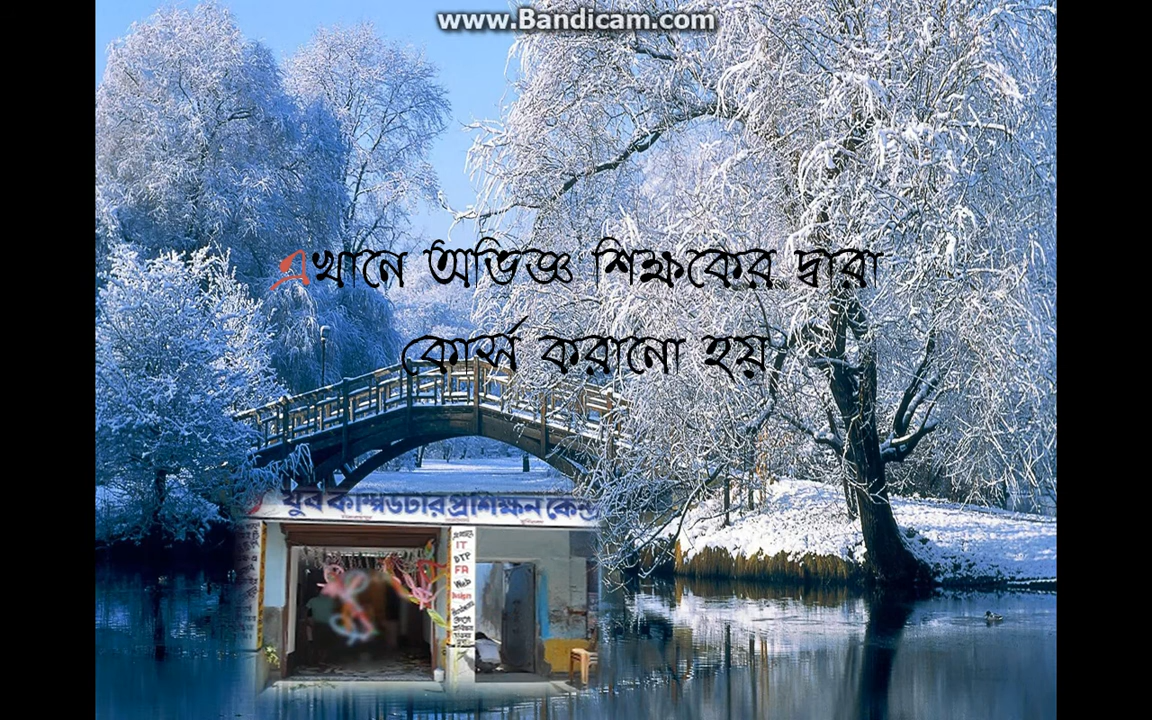 www.Bandicam.com
এখানে অভিজ্ঞ শিক্ষকের দ্বারা
কোর্স করানো হয়
যুব কম্পিউটার প্রশিক্ষন কেন্দ্র
IT
DTP
FA